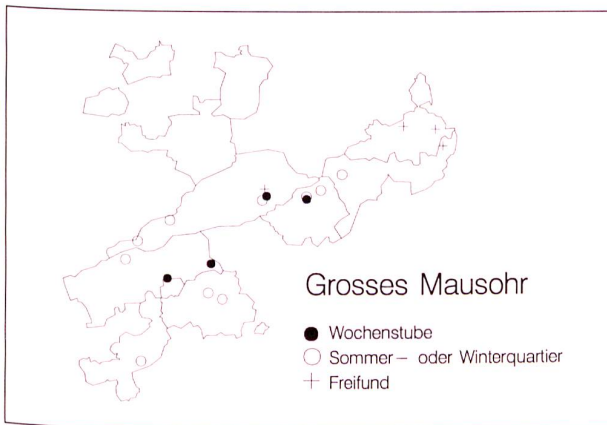 Grosses Mausohr
Wochenstube
Sommer– oder Winterquartier
Freifund